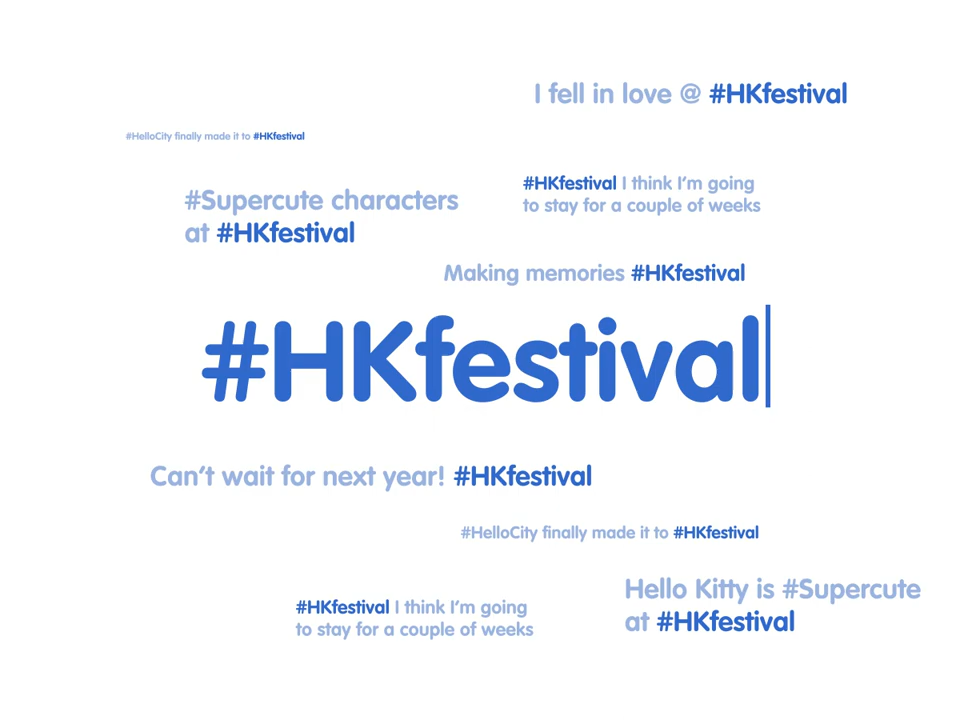 I fell in love @ #HKfestival
#HelloCity finally made it to #HKfestival
#Supercute characters
at #HKfestival
#HKfestival I think I'm going
to stay for a couple of weeks
Making memories #HKfestival
#HKfestival
Can't wait for next year! #HKfestival
#HelloCity finally made it to #HKfestival
#HKfestival I think I'm going
to stay for a couple of weeks
Hello Kitty is #Supercute
at #HKfestival